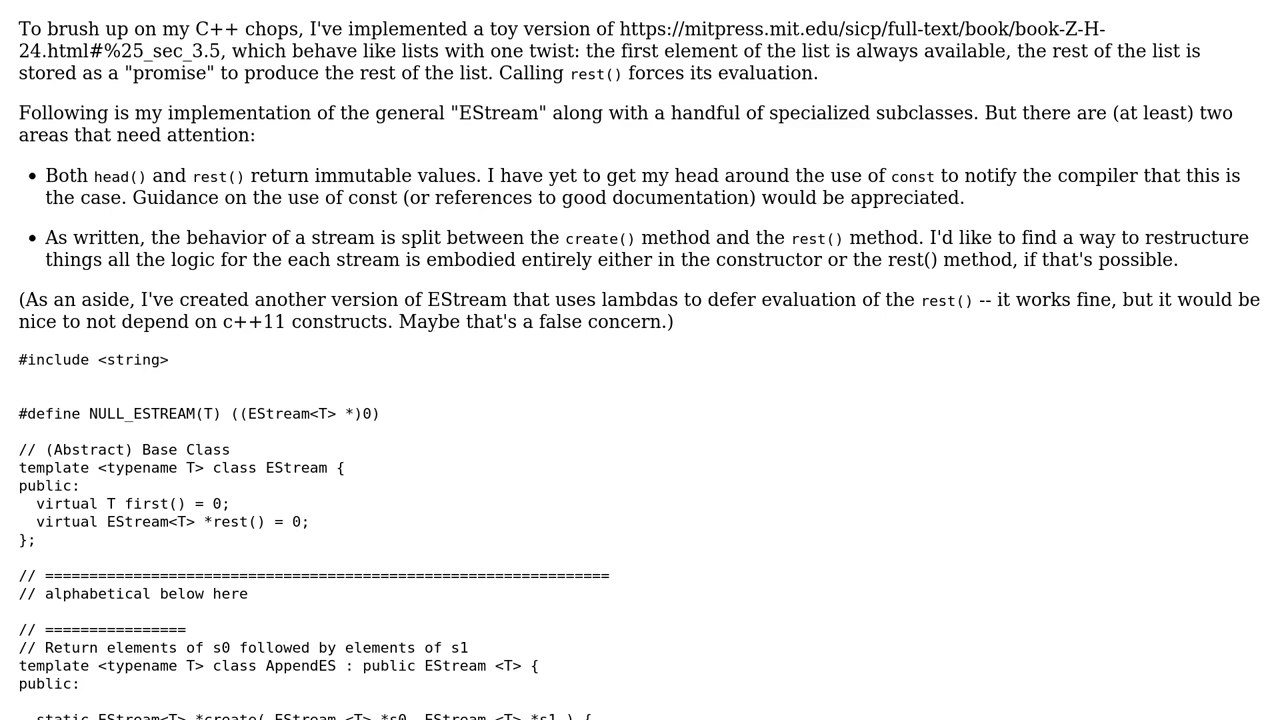 To brush up on my C++ chops, I've implemented a toy version of https://mitpress.mit.edu/sicp/full-text/book/book-Z-H-
24.html#%25_sec_3.5, which behave like lists with one twist: the first element of the list is always available, the rest of the list is
stored as a "promise" to produce the rest of the list. Calling rest() forces its evaluation.
Following is my implementation of the general "EStream" along with a handful of specialized subclasses. But there are (at least) two
areas that need attention:
• Both head() and rest() return immutable values. I have yet to get my head around the use of const to notify the compiler that this is
the case. Guidance on the use of const (or references to good documentation) would be appreciated.
• As written, the behavior of a stream is split between the create() method and the rest() method. I'd like to find a way to restructure
things all the logic for the each stream is embodied entirely either in the constructor or the rest() method, if that's possible.
(As an aside, I've created another version of EStream that uses lambdas to defer evaluation of the rest() -- it works fine, but it would be
nice to not depend on c++11 constructs. Maybe that's a false concern.)
#include <string>
#define NULL_ESTREAM(T) ((EStream<T> *)0)
// (Abstract) Base Class
template <typename T> class EStream {
public:
  virtual T first() = 0;
  virtual EStream<T> *rest() = 0;
};
// ================================================================
// alphabetical below here
// ================
// Return elements of s0 followed by elements of s1
template <typename T> class AppendES : public EStream <T> {
public:
  static EStream<T> *create( EStream <T> *s0, EStream <T> *s1 ) {